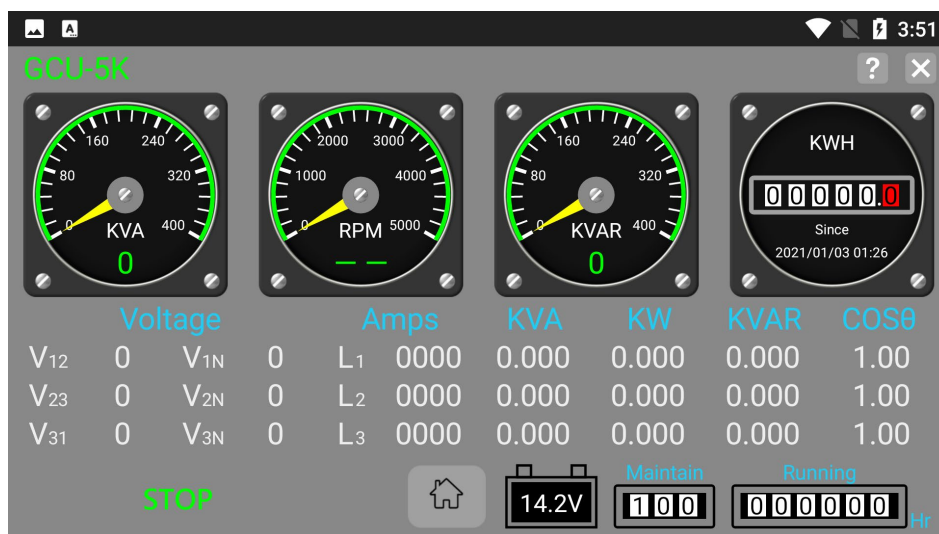 A 3:51
GCU-5K ? ×
160 240 2000 3000 160 240 KWH
80 320 1000 4000 80 320 00000.0
0 KVA 400 0 RPM 5000 0 KVAR 400 Since
0 -- 0 2021/01/03 01:26
Voltage Amps KVA KW KVAR COSθ
V12 0 V1N 0 L1 0000 0.000 0.000 0.000 1.00
V23 0 V2N 0 L2 0000 0.000 0.000 0.000 1.00
V31 0 V3N 0 L3 0000 0.000 0.000 0.000 1.00
Maintain Running
STOP 14.2V 100 000000 Hr